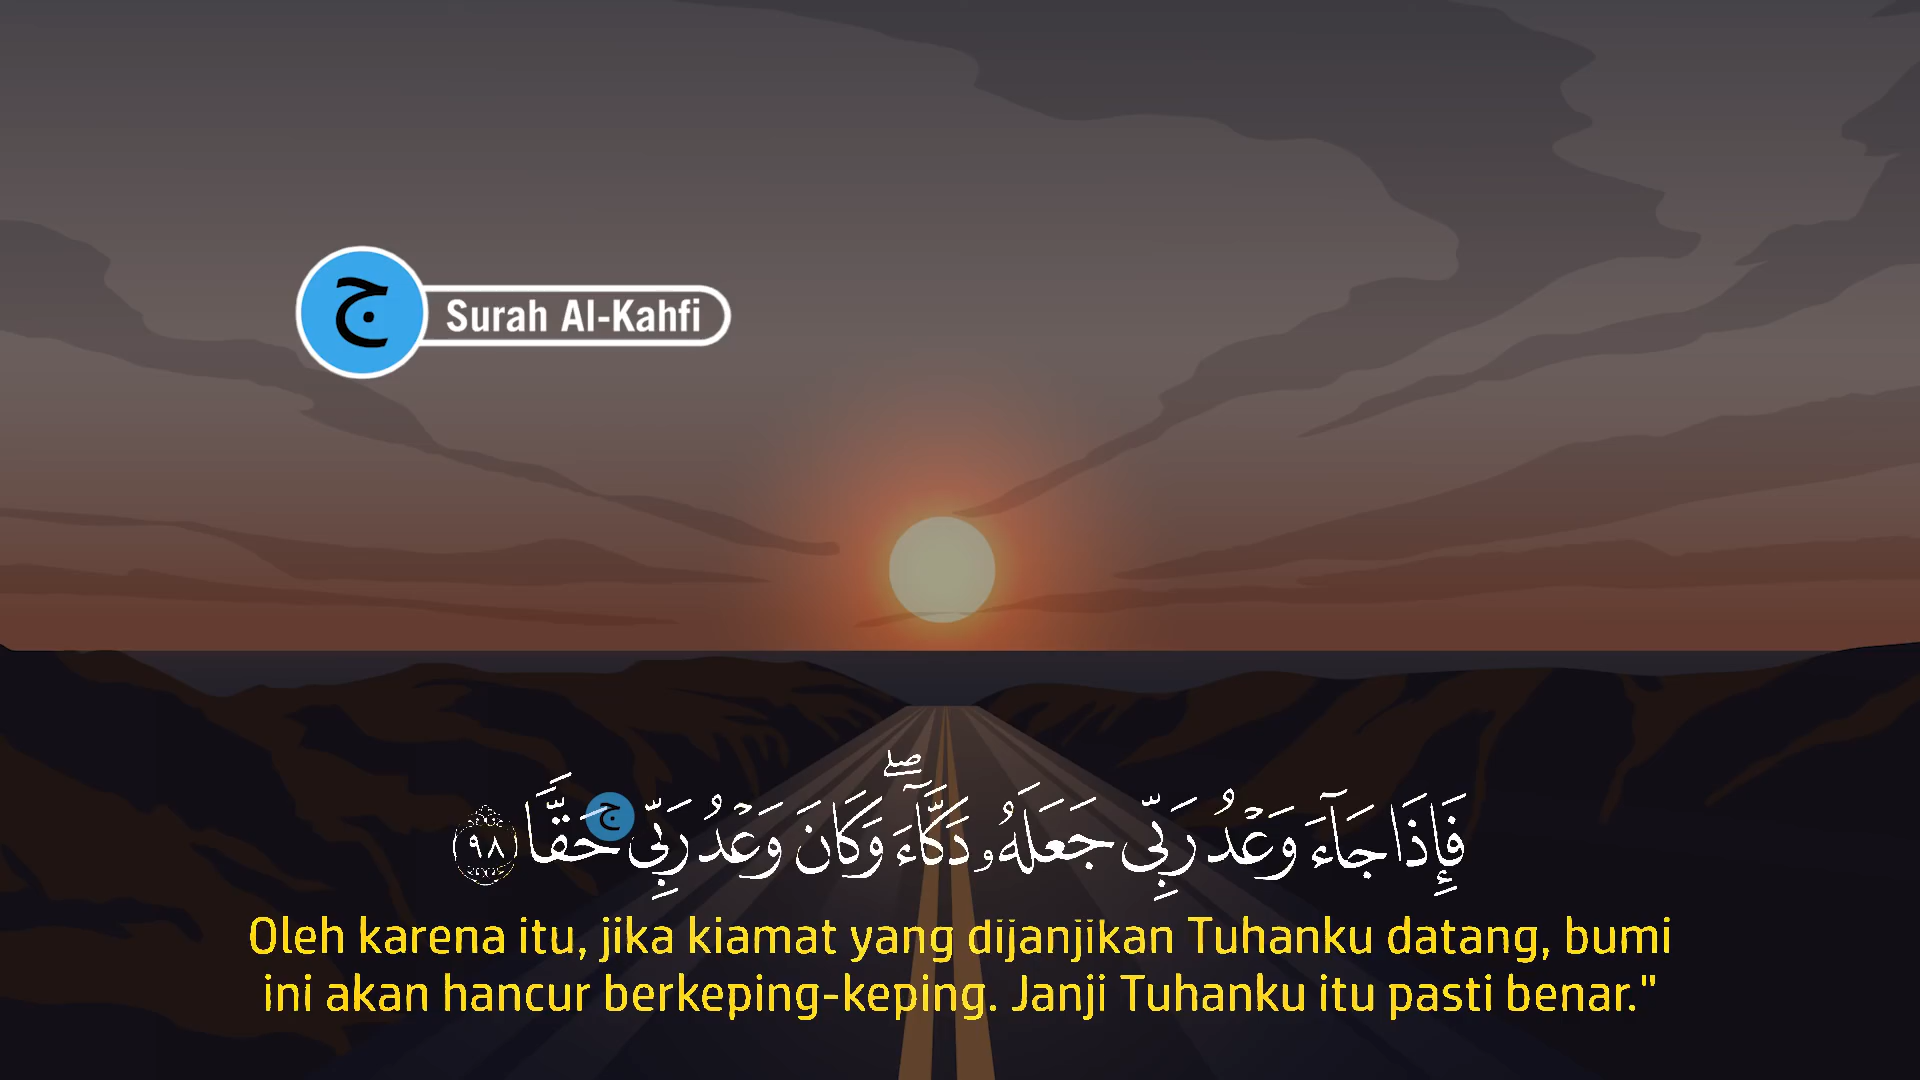 ج
Surah Al-Kahfi
فَإِذَا جَآءَ وَعْدُ رَبِّى جَعَلَهُۥ دَكَّآءَ ۖ وَكَانَ وَعْدُ رَبِّى حَقًّا ٩٨
ج
Oleh karena itu, jika kiamat yang dijanjikan Tuhanku datang, bumi
ini akan hancur berkeping-keping. Janji Tuhanku itu pasti benar."